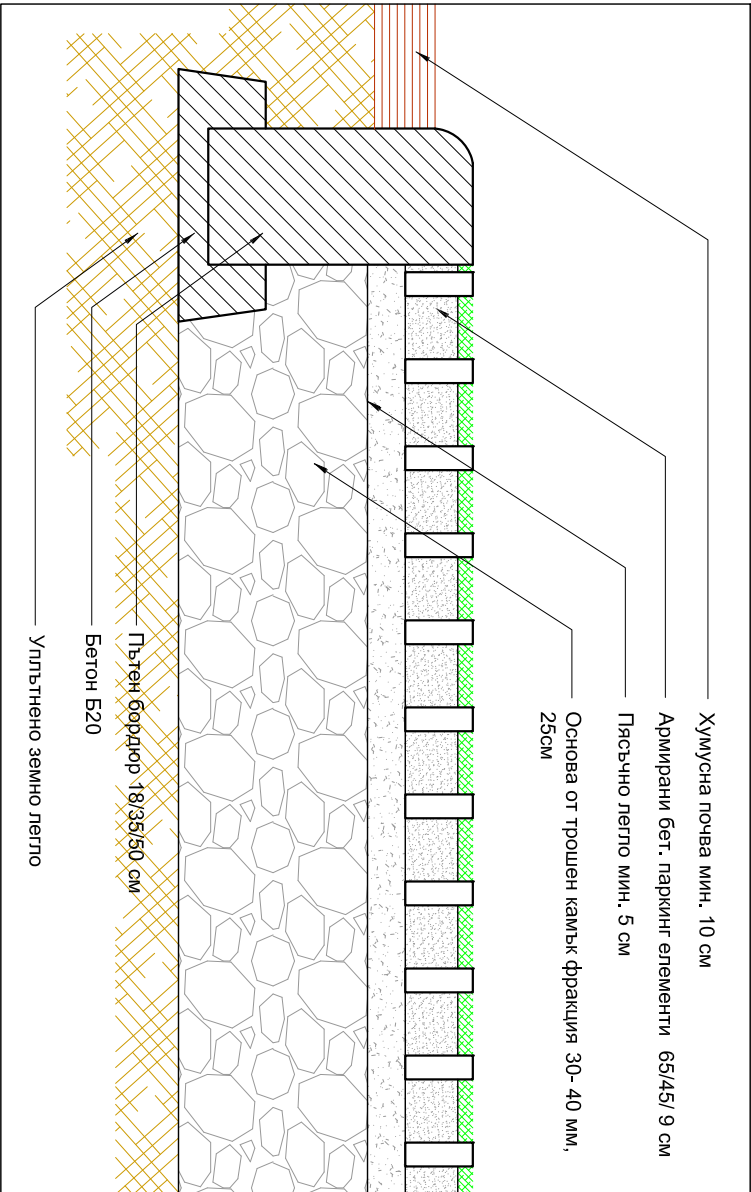 Хумусна почва мин. 10 см
Армирани бет. паркинг елементи 65/45/ 9 см
Пясъчно легло мин. 5 см
Основа от трошен камък фракция 30- 40 мм,
25см
Пътен бордюр 18/35/50 см
Бетон Б20
Уплътнено земно легло